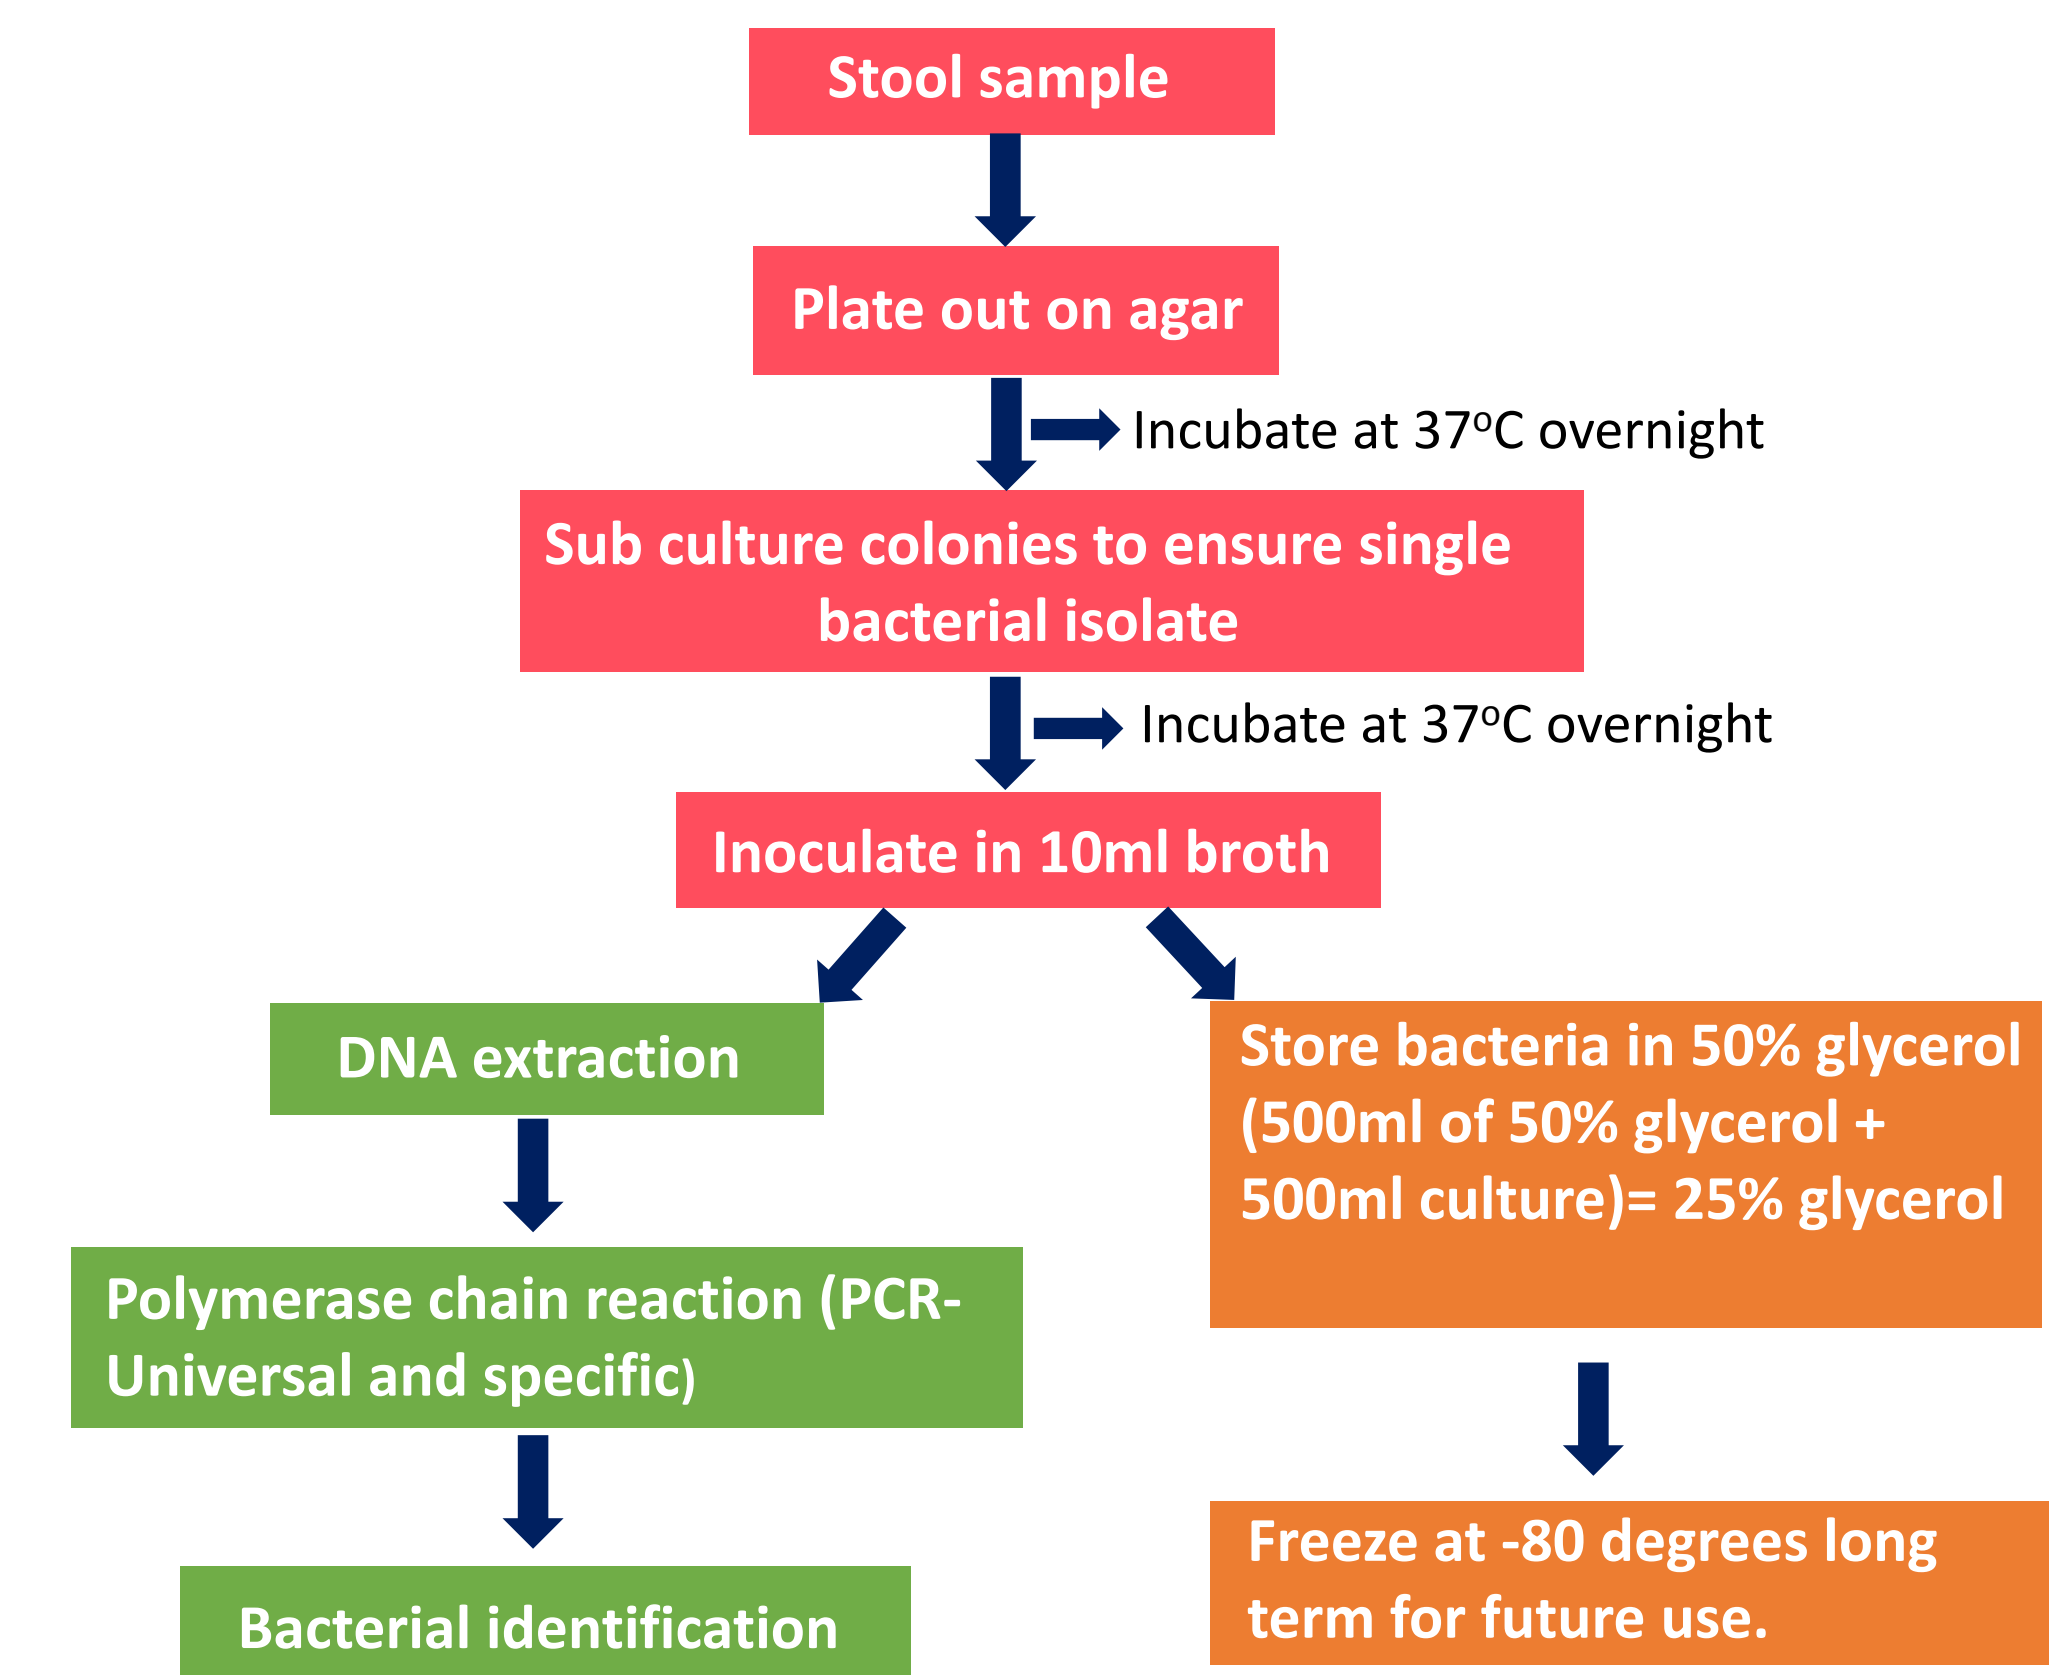 Stool sample
Plate out on agar
Incubate at 37ºC overnight
Sub culture colonies to ensure single
bacterial isolate
Incubate at 37ºC overnight
Inoculate in 10ml broth
DNA extraction
Polymerase chain reaction (PCR-
Universal and specific)
Bacterial identification
Store bacteria in 50% glycerol
(500ml of 50% glycerol +
500ml culture)= 25% glycerol
Freeze at -80 degrees long
term for future use.